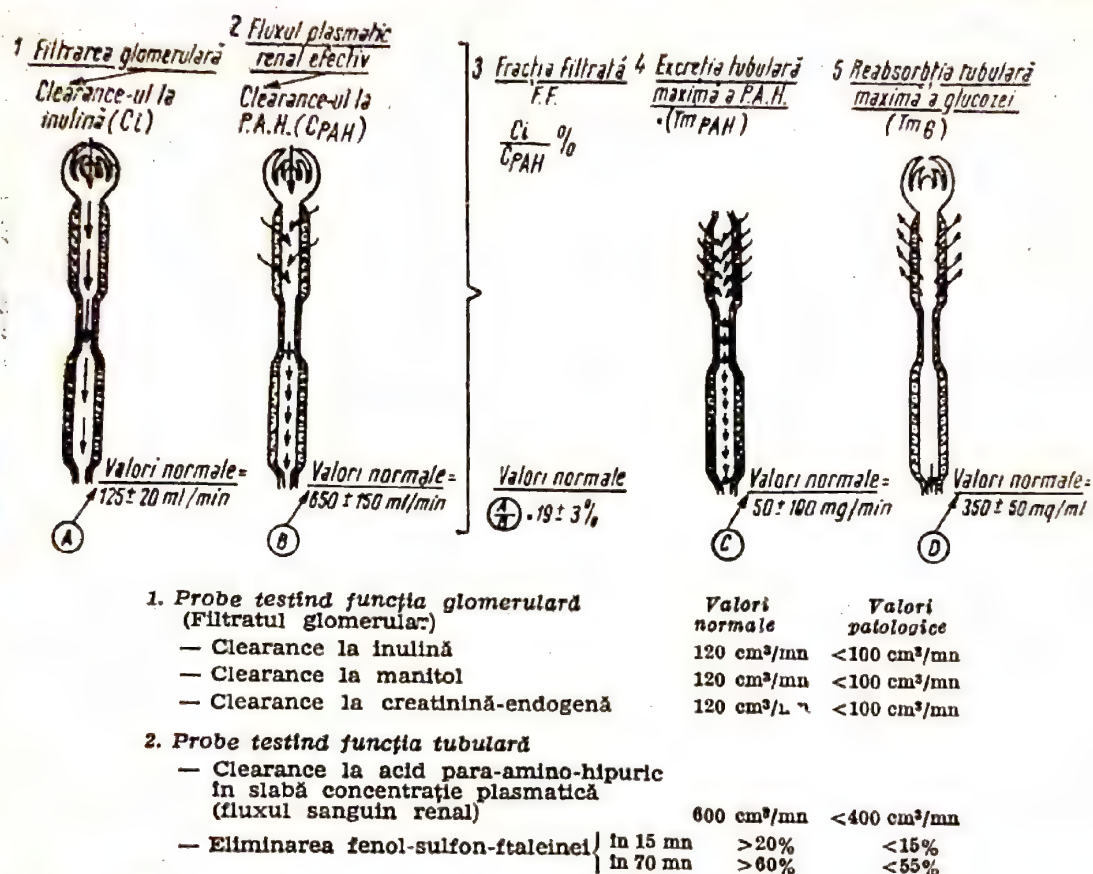 1 Filtrarea glomerulară
Clearance-ul la
inulină (Ci)
2 Fluxul plasmatic
renal efectiv
Clearance-ul la
P.A.H. (CPAH)
3 Fracția Filtrată
F.F.
Ci
CPAH %
4 Excreția tubulară
maximă a P.A.H.
(TmPAH)
5 Reabsorbția tubulară
maximă a glucozei
(TmG)
Valori normale=
125 ± 20 ml/min
A
Valori normale=
650 ± 150 ml/min
B
Valori normale
A/B · 19 ± 3%
Valori normale=
50 ± 100 mg/min
C
Valori normale=
350 ± 50 mg/ml
D
1. Probe testînd funcția glomerulară Valori Valori
(Filtratul glomerular) normale patologice
— Clearance la inulină 120 cm³/mn <100 cm³/mn
— Clearance la manitol 120 cm³/mn <100 cm³/mn
— Clearance la creatinină-endogenă 120 <100 cm³/mn
2. Probe testînd funcția tubulară
— Clearance la acid para-amino-hipuric
în slabă concentrație plasmatică
(fluxul sanguin renal) 600 cm³/mn <400 cm³/mn
— Eliminarea fenol-sulfon-ftaleinei { în 15 mn >20% <15%
în 70 mn >60% <55%